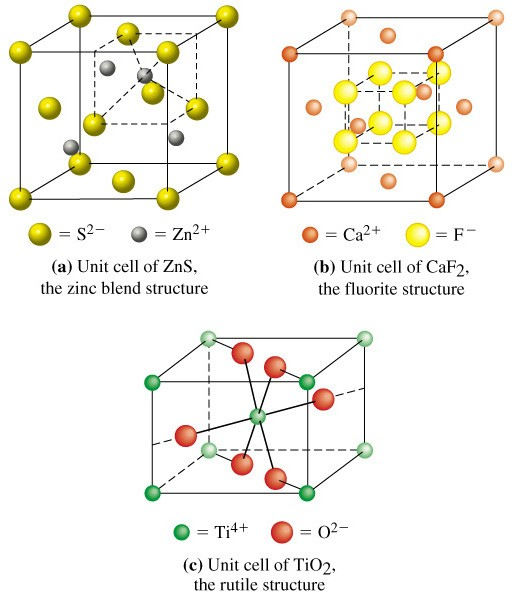 = S2− = Zn2+
(a) Unit cell of ZnS,
the zinc blend structure
= Ca2+ = F−
(b) Unit cell of CaF2,
the fluorite structure
= Ti4+ = O2−
(c) Unit cell of TiO2,
the rutile structure